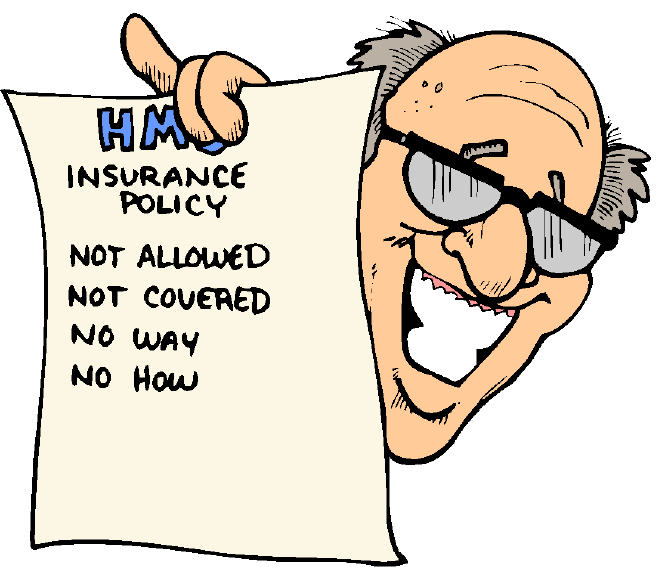 HMO
INSURANCE
POLICY
NOT ALLOWED
NOT COVERED
NO WAY
NO HOW